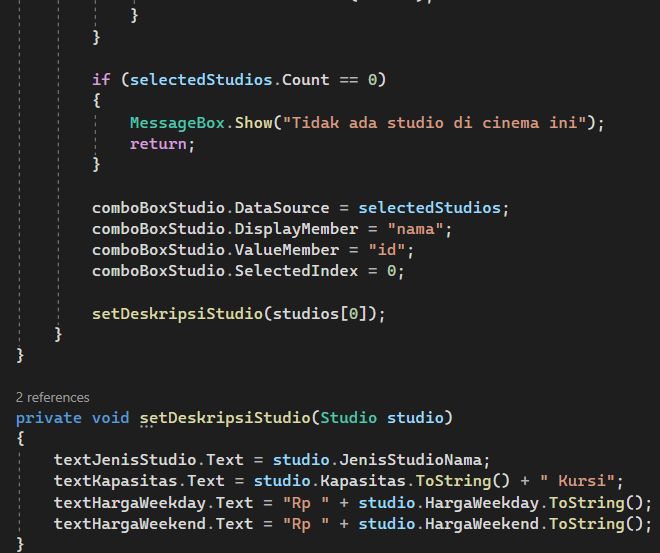 }
}
if (selectedStudios.Count == 0)
{
MessageBox.Show("Tidak ada studio di cinema ini");
return;
}
comboBoxStudio.DataSource = selectedStudios;
comboBoxStudio.DisplayMember = "nama";
comboBoxStudio.ValueMember = "id";
comboBoxStudio.SelectedIndex = 0;
setDeskripsiStudio(studios[0]);
}
}
2 references
private void setDeskripsiStudio(Studio studio)
{
textJenisStudio.Text = studio.JenisStudioNama;
textKapasitas.Text = studio.Kapasitas.ToString() + " Kursi";
textHargaWeekday.Text = "Rp " + studio.HargaWeekday.ToString();
textHargaWeekend.Text = "Rp " + studio.HargaWeekend.ToString();
}